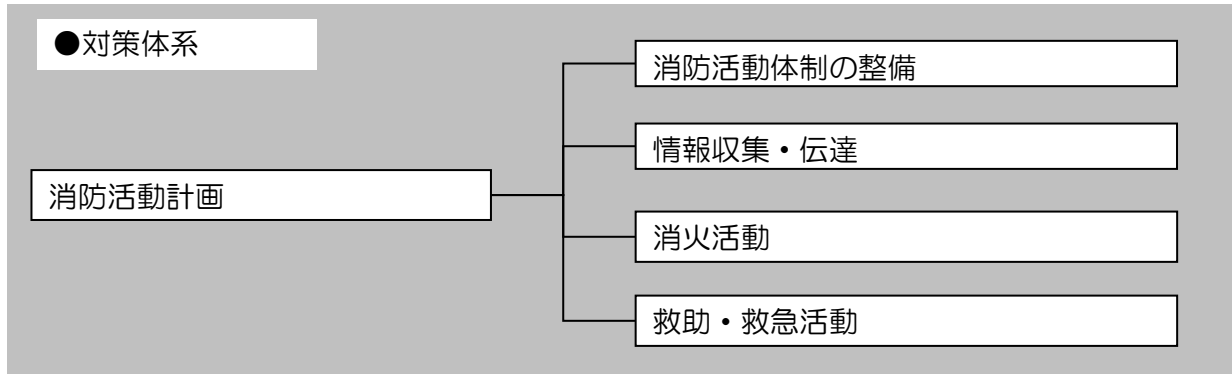 ●対策体系
消防活動計画
消防活動体制の整備
情報収集・伝達
消火活動
救助・救急活動